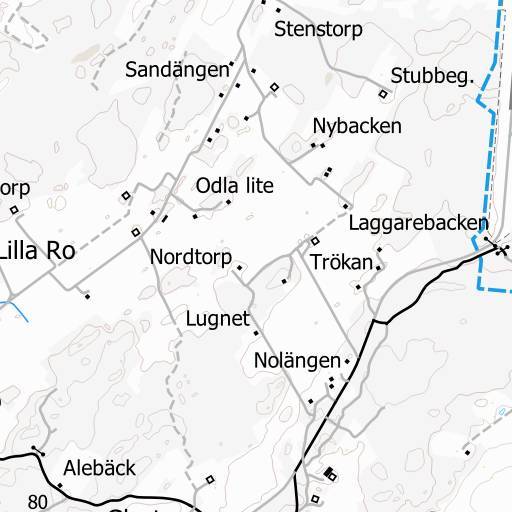 Stenstorp
Sandängen
Stubbeg.
Nybacken
orp
Odla lite
Laggarebacken
Lilla Ro
Nordtorp
Trökan
Lugnet
Nolängen
Alebäck
80